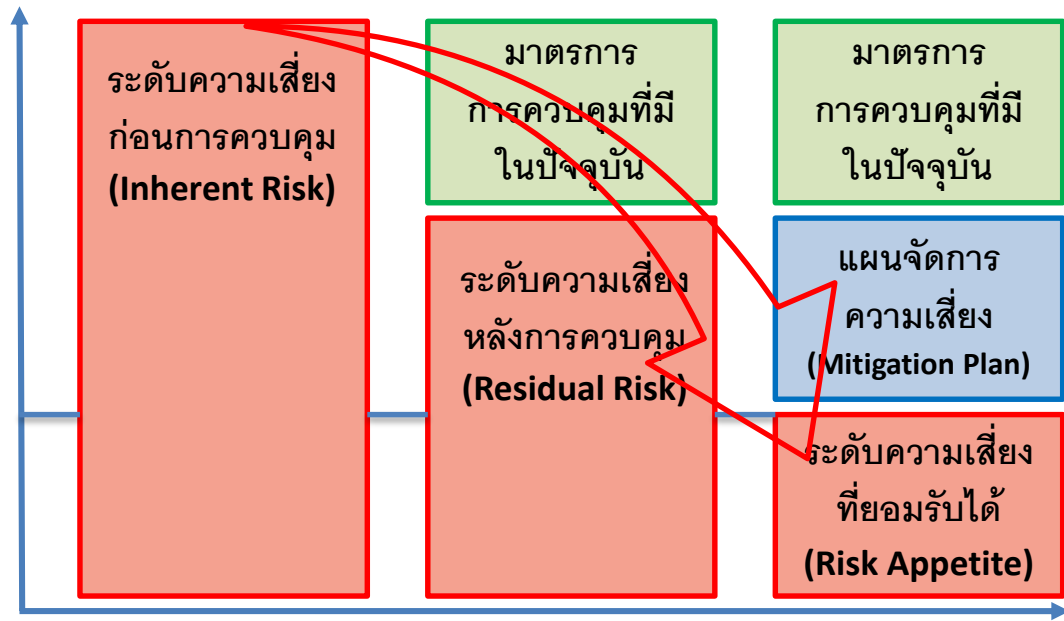 ระดับความเสี่ยง
ก่อนการควบคุม
(Inherent Risk)
มาตรการ
การควบคุมที่มี
ในปัจจุบัน
ระดับความเสี่ยง
หลังการควบคุม
(Residual Risk)
มาตรการ
การควบคุมที่มี
ในปัจจุบัน
แผนจัดการ
ความเสี่ยง
(Mitigation Plan)
ระดับความเสี่ยง
ที่ยอมรับได้
(Risk Appetite)